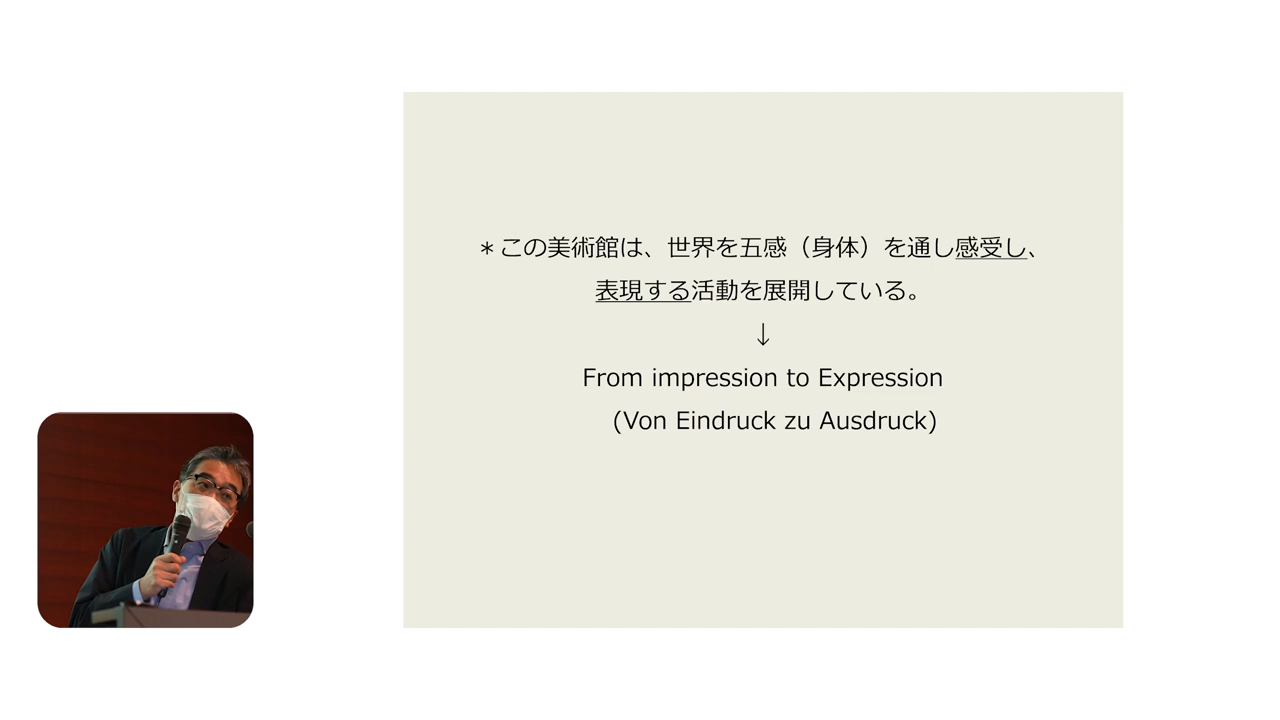 ＊この美術館は、世界を五感（身体）を通し感受し、
表現する活動を展開している。
↓
From impression to Expression
(Von Eindruck zu Ausdruck)